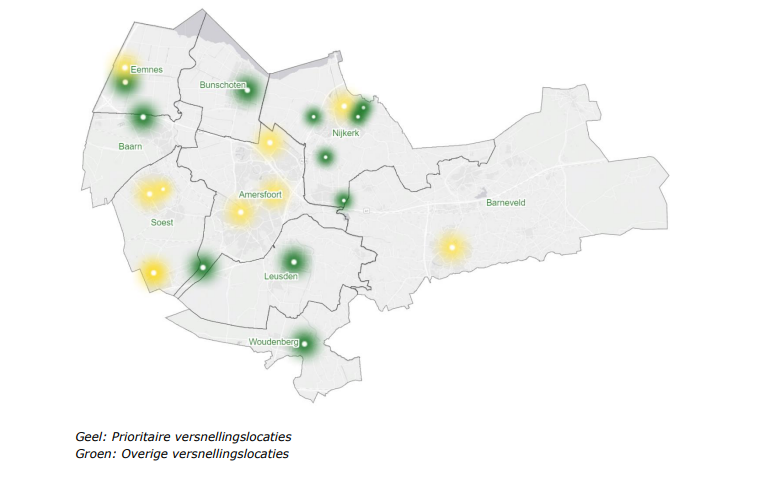 Eemnes
Bunschoten
Nijkerk
Baarn
Amersfoort
Barneveld
Soest
Leusden
Woudenberg
Geel: Prioritaire versnellingslocaties
Groen: Overige versnellingslocaties